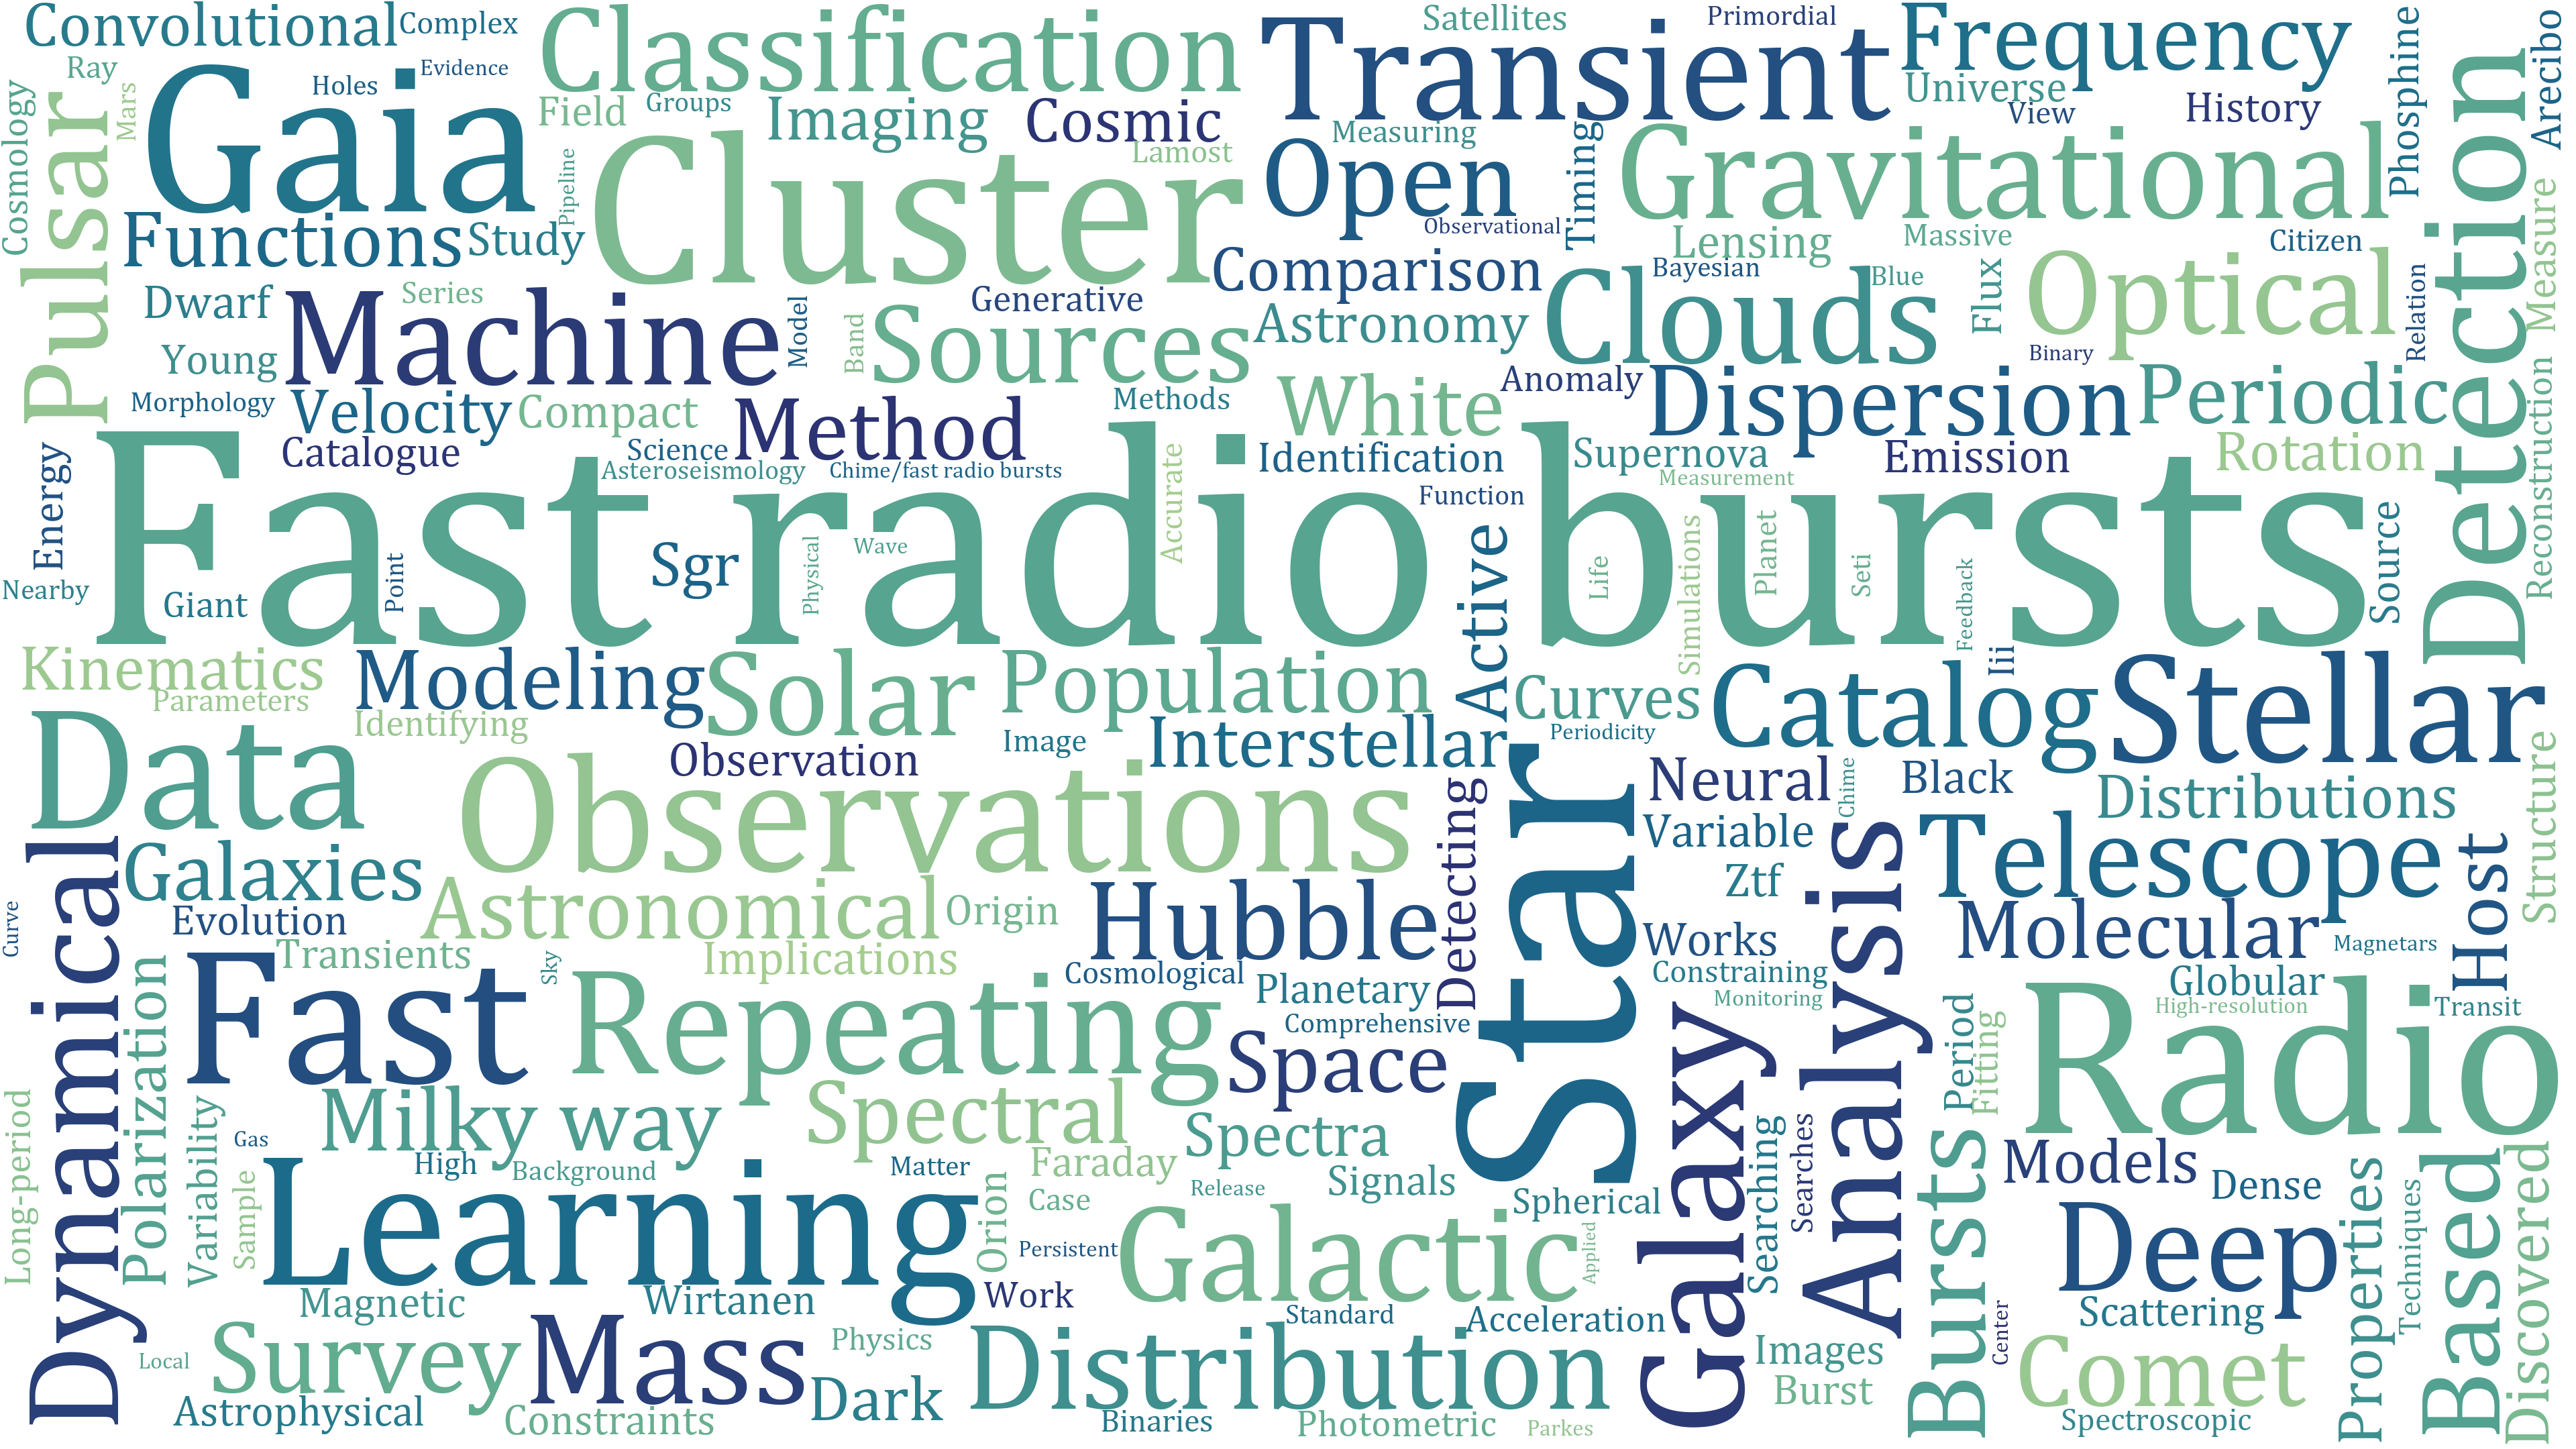 Convolutional
Complex
Classification
Transient
Satellites
Primordial
Frequency
Phosphine
Arecibo
Ray
Mars
Cosmology
Pulsar
Gaia
Holes
Evidence
Field
Groups
Imaging
Cosmic
Lamost
Pipeline
Cluster
Open
Measuring
Timing
Observational
Universe
View
History
Gravitational
Detection
Measure
Functions
Study
Comparison
Lensing
Massive
Citizen
Dwarf
Series
Machine
Model
Generative
Band
Sources
Astronomy
Bayesian
Clouds
Blue
Flux
Optical
Binary
Relation
Young
Morphology
Velocity
Compact
Method
Methods
White
Anomaly
Dispersion
Periodic
Reconstruction
Catalogue
Science
Asteroseismology
Chime/fast radio bursts
Accurate
Identification
Supernova
Measurement
Emission
Rotation
Function
Energy
Fast radio bursts
Nearby
Giant
Point
Sgr
Physical
Wave
Active
Life
Simulations
Planet
Seti
Feedback
Source
Kinematics
Parameters
Identifying
Modeling
Solar
Population
Curves
Catalog
Iii
Stellar
Data
Observation
Image
Interstellar
Periodicity
Observations
Star
Neural
Chime
Black
Distributions
Structure
Galaxies
Evolution
Transients
Astronomical
Origin
Hubble
Detecting
Variable
Ztf
Telescope
Host
Curve
Dynamical
Sky
Implications
Cosmological
Planetary
Works
Constraining
Monitoring
Analysis
Molecular
Magnetars
Globular
High-resolution
Transit
Polarization
Fast
Repeating
Comprehensive
Space
Galaxy
Period
Fitting
Radio
Long-period
Variability
Gas
Milky way
Spectral
Spectra
Searching
Searches
Sample
High
Background
Matter
Faraday
Signals
Bursts
Models
Dense
Learning
Orion
Case
Release
Spherical
Persistent
Galactic
Applied
Deep
Properties
Techniques
Based
Discovered
Magnetic
Wirtanen
Work
Standard
Acceleration
Center
Scattering
Local
Survey
Mass
Physics
Distribution
Images
Burst
Comet
Astrophysical
Constraints
Dark
Binaries
Photometric
Parkes
Spectroscopic